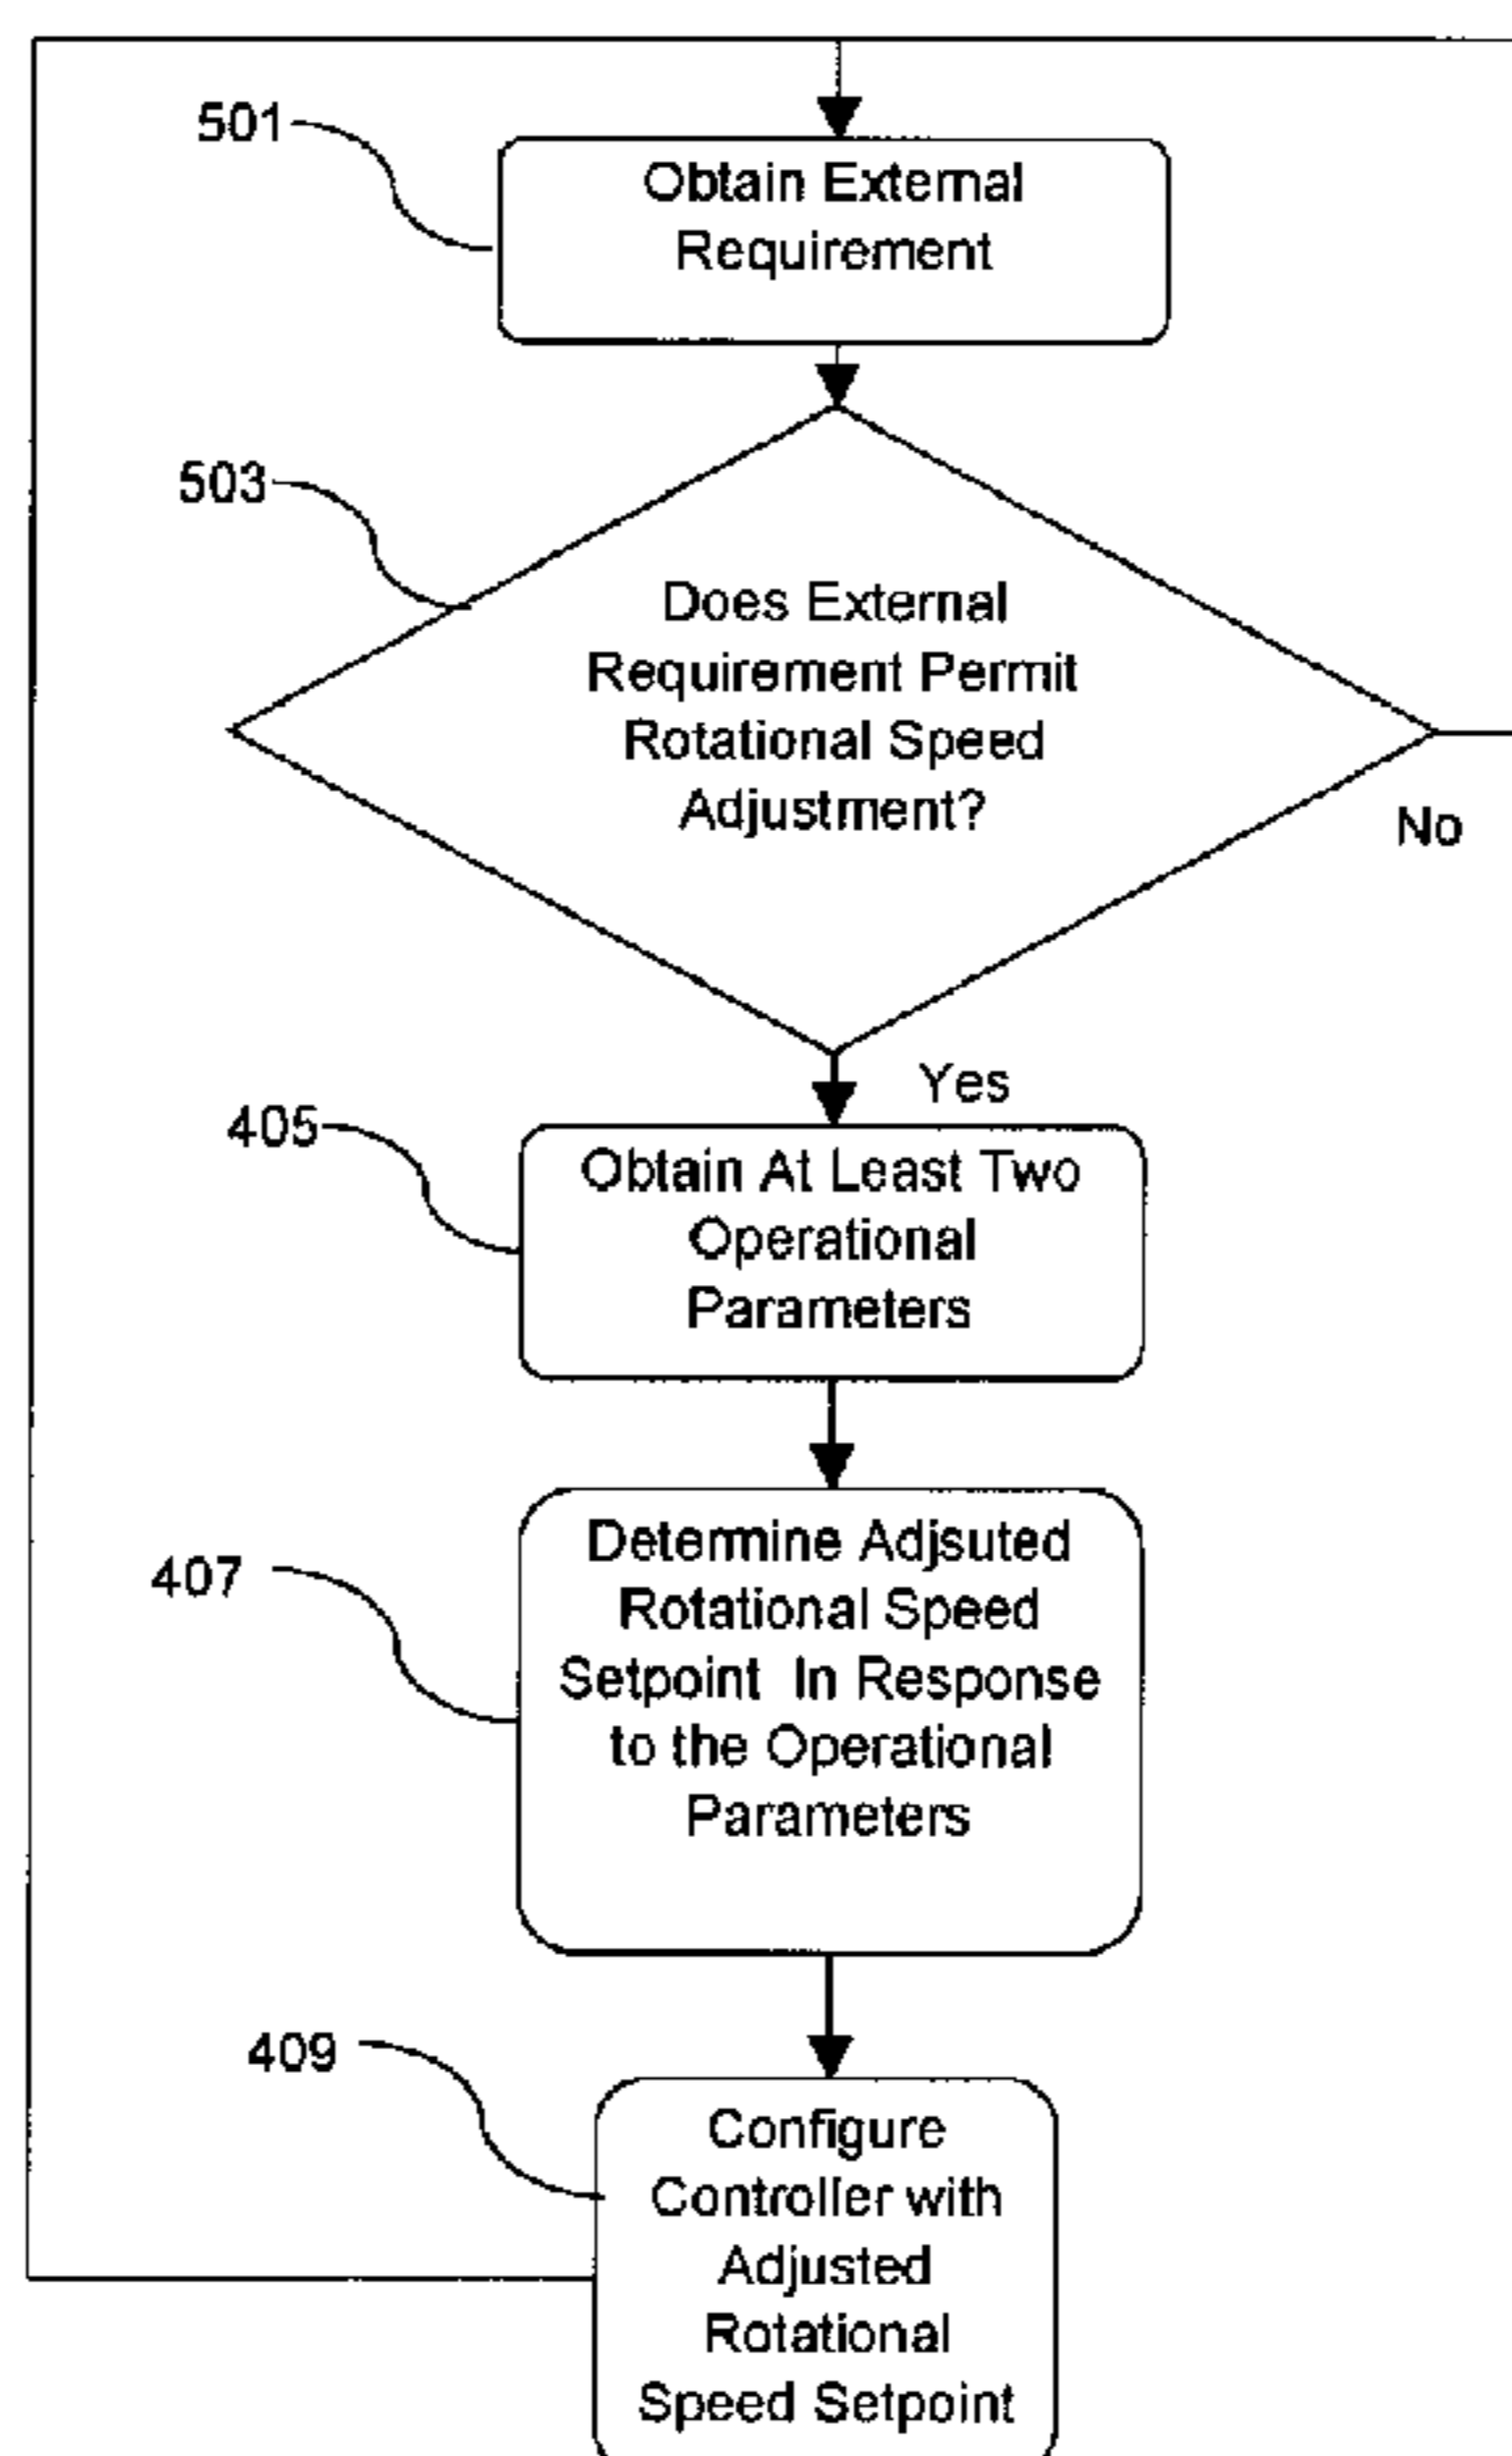 501
Obtain External
Requirement
503
Does External
Requirement Permit
Rotational Speed
Adjustment?
No
Yes
405
Obtain At Least Two
Operational
Parameters
407
Determine Adjsuted
Rotational Speed
Setpoint In Response
to the Operational
Parameters
409
Configure
Controller with
Adjusted
Rotational
Speed Setpoint